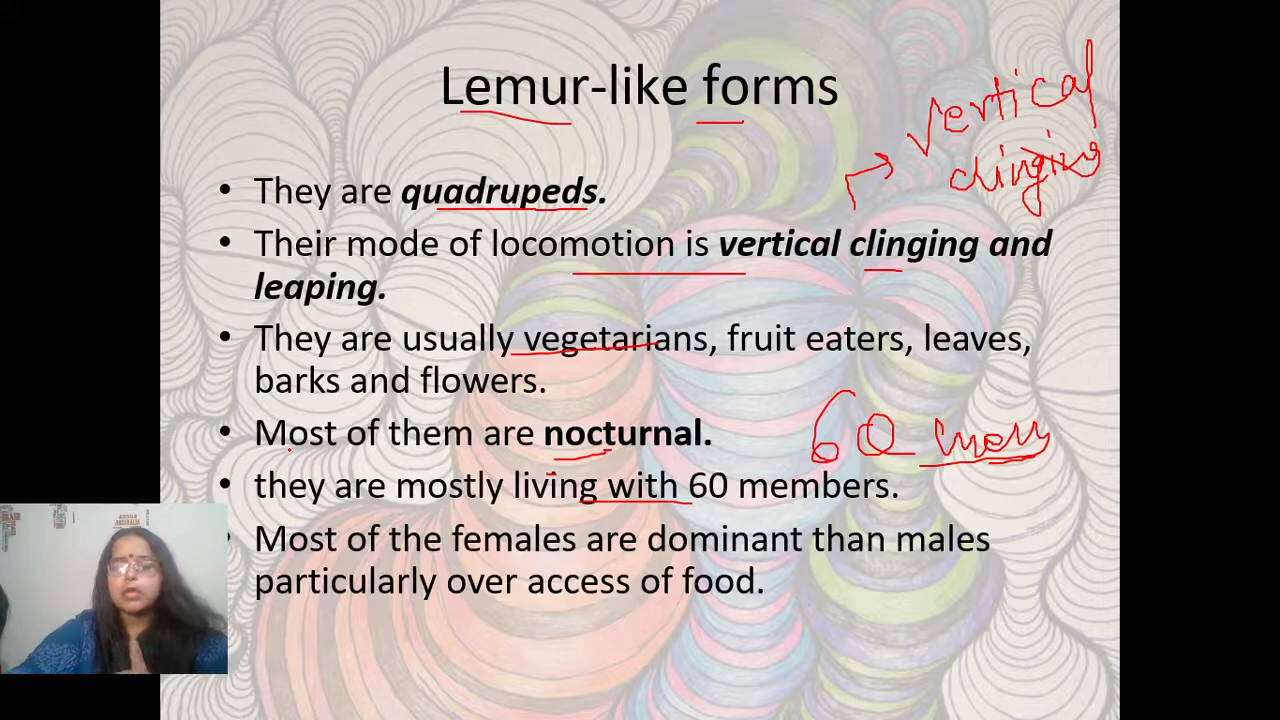 Lemur-like forms
vertical
clinging
• They are quadrupeds.
• Their mode of locomotion is vertical clinging and
leaping.
• They are usually vegetarians, fruit eaters, leaves,
barks and flowers.
• Most of them are nocturnal.
60
• they are mostly living with 60 members.
• Most of the females are dominant than males
particularly over access of food.